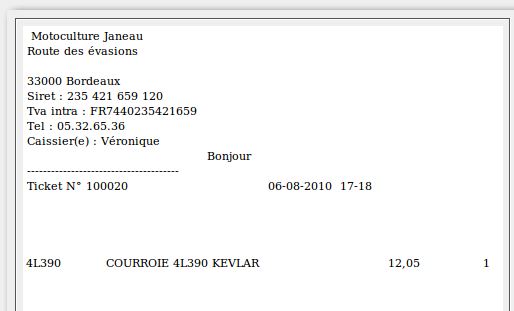 Motoculture Janeau
Route des évasions
33000 Bordeaux
Siret : 235 421 659 120
Tva intra : FR7440235421659
Tel : 05.32.65.36
Caissier(e) : Véronique
Bonjour
--------------------------------------
Ticket N° 100020 06-08-2010 17-18
4L390 COURROIE 4L390 KEVLAR 12,05 1